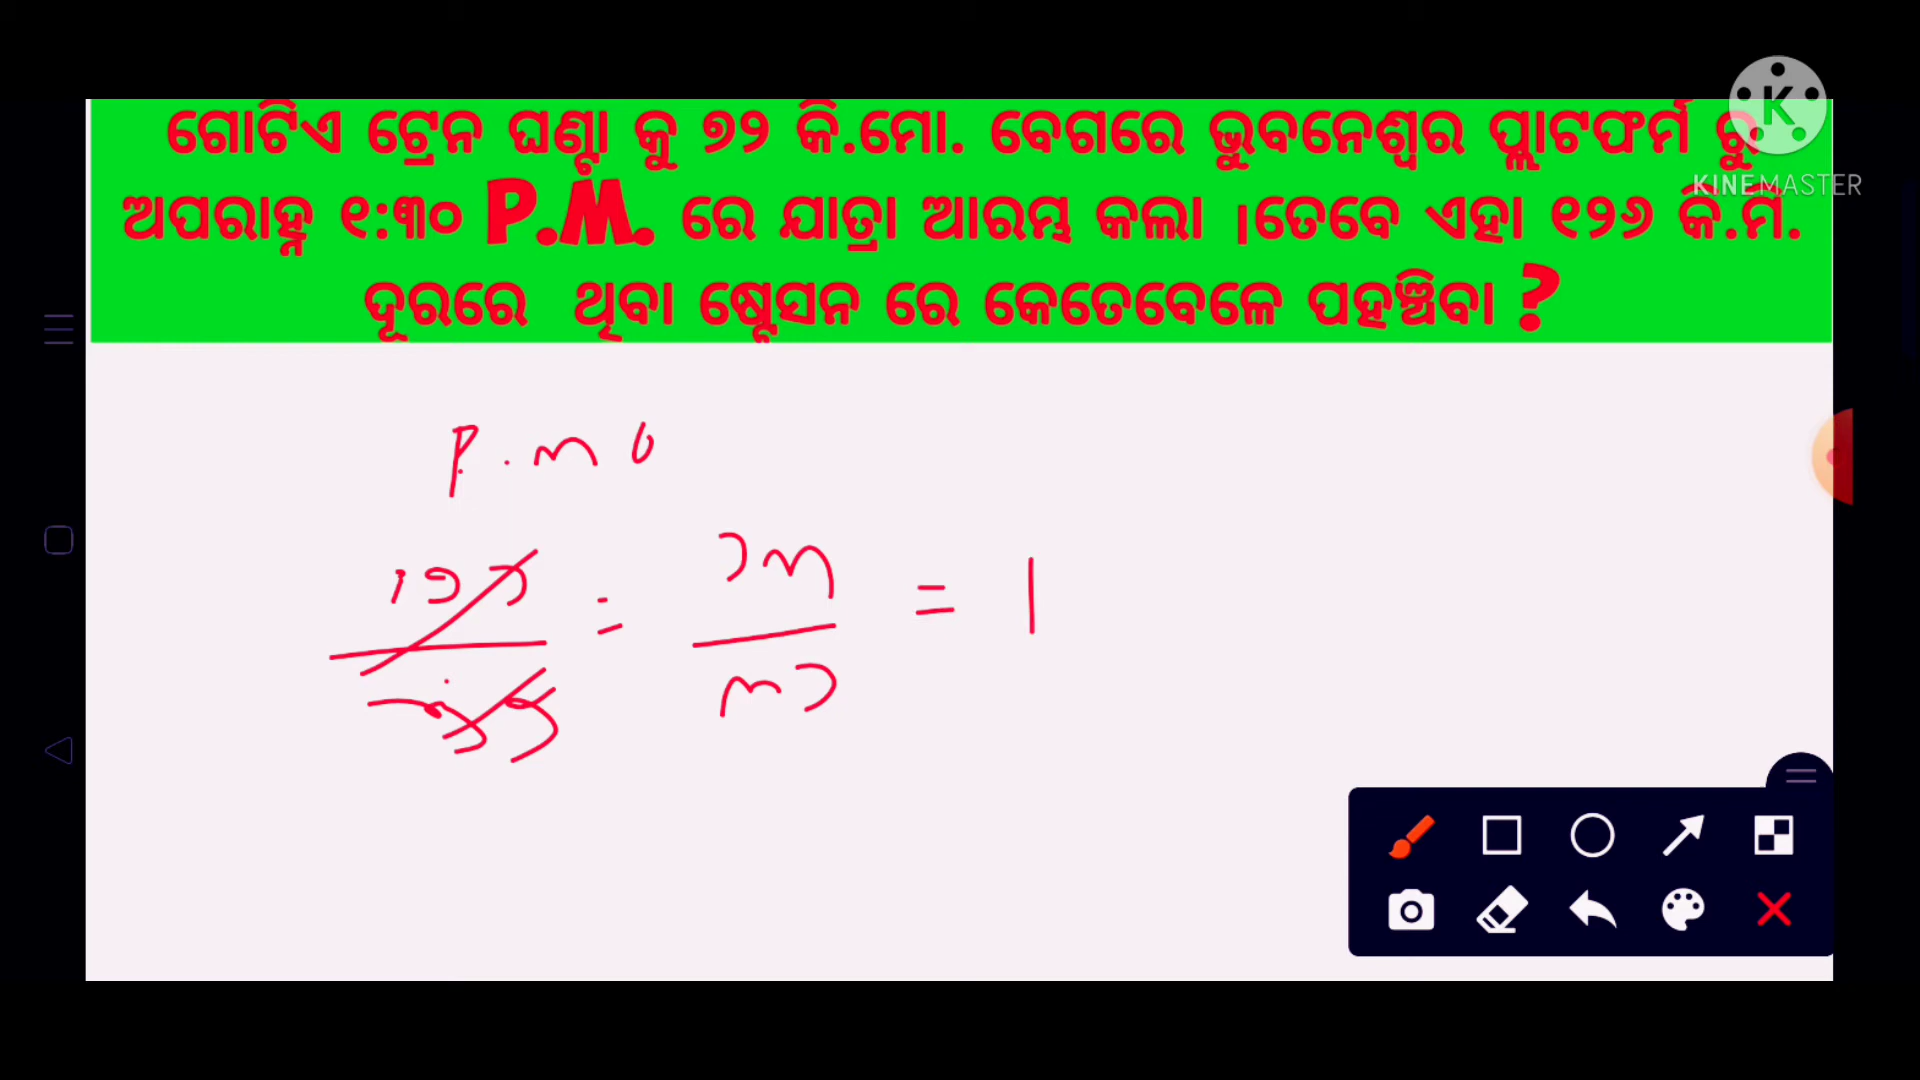 ଗୋଟିଏ ଟ୍ରେନ ଘଣ୍ଟା କୁ ୭୨ କି.ମୋ. ବେଗରେ ଭୁବନେଶ୍ୱର ପ୍ଲାଟଫର୍ମ ରୁ
KINEMASTER
ଅପରାହ୍ନ ୧:୩୦ P.M. ରେ ଯାତ୍ରା ଆରମ୍ଭ କଲା ।ତେବେ ଏହା ୧୨୬ କି.ମି.
ଦୂରରେ ଥିବା ଷ୍ଟେସନ ରେ କେତେବେଳେ ପହଞ୍ଚିବା ?
P.m
= = 1